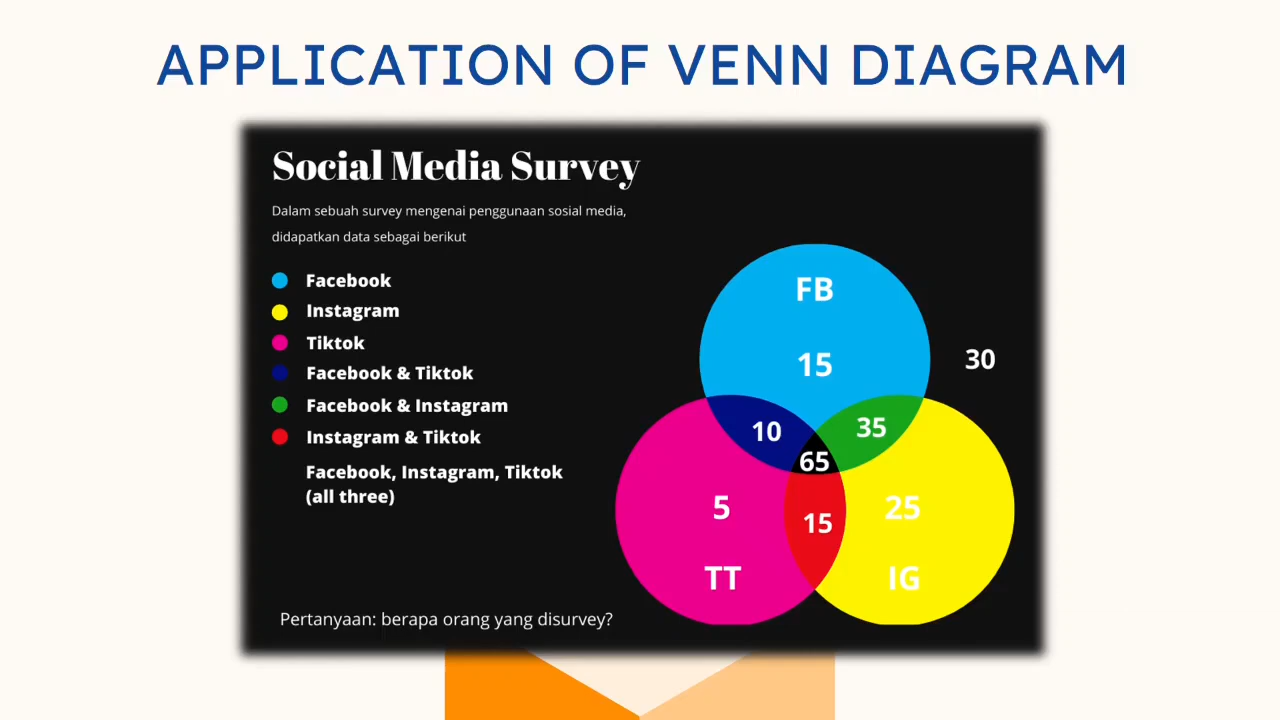 APPLICATION OF VENN DIAGRAM
Social Media Survey
Dalam sebuah survey mengenai penggunaan sosial media,
didapatkan data sebagai berikut
Facebook
Instagram
Tiktok
Facebook & Tiktok
Facebook & Instagram
Instagram & Tiktok
Facebook, Instagram, Tiktok
(all three)
Pertanyaan: berapa orang yang disurvey?
FB
15
30
10
35
65
5
15
25
TT
IG